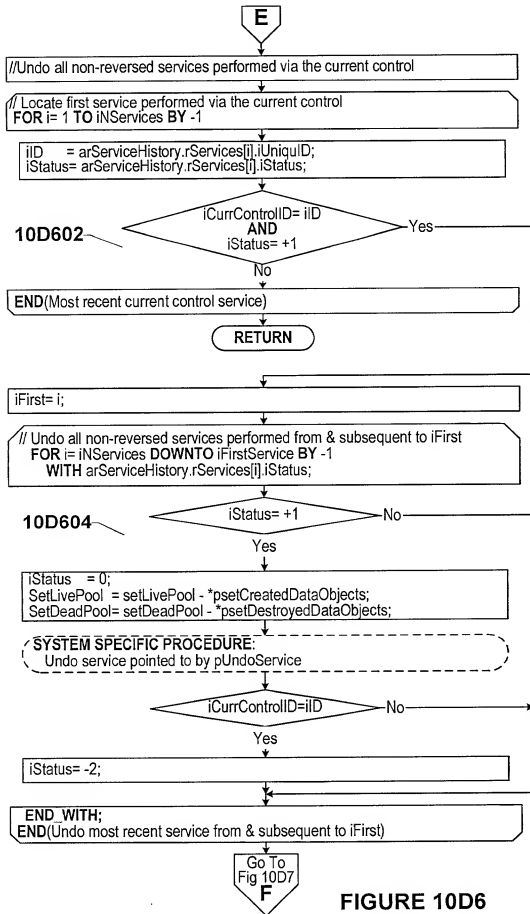 E
//Undo all non-reversed services performed via the current control
// Locate first service performed via the current control
FOR i= 1 TO iNServices BY -1
iID = arServiceHistory.rServices[i].iUniquID;
iStatus= arServiceHistory.rServices[i].iStatus;
iCurrControlID= iID
AND
iStatus= +1
Yes
10D602
No
END(Most recent current control service)
RETURN
iFirst= i;
// Undo all non-reversed services performed from & subsequent to iFirst
FOR i= iNServices DOWNTO iFirstService BY -1
WITH arServiceHistory.rServices[i].iStatus;
iStatus= +1
No
10D604
Yes
iStatus = 0;
SetLivePool = setLivePool - *psetCreatedDataObjects;
SetDeadPool= setDeadPool - *psetDestroyedDataObjects;
SYSTEM SPECIFIC PROCEDURE:
Undo service pointed to by pUndoService
iCurrControlID=iID
No
Yes
iStatus= -2;
END_WITH;
END(Undo most recent service from & subsequent to iFirst)
Go To
Fig 10D7
F
FIGURE 10D6